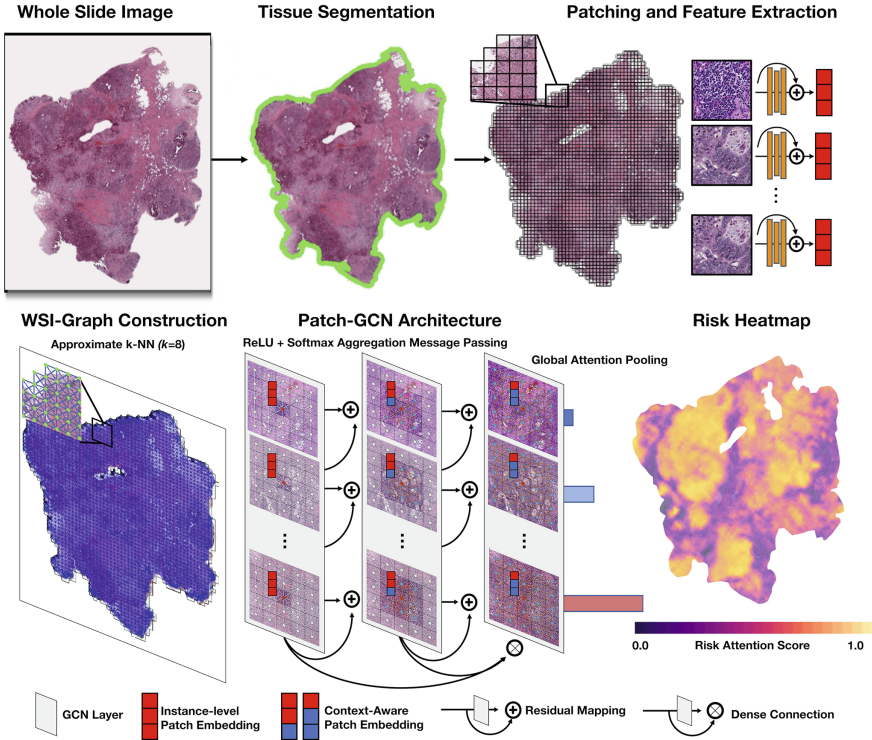 Whole Slide Image
Tissue Segmentation
Patching and Feature Extraction
WSI-Graph Construction
Approximate k-NN (k=8)
Patch-GCN Architecture
ReLU + Softmax Aggregation Message Passing
Global Attention Pooling
Risk Heatmap
0.0
Risk Attention Score
1.0
GCN Layer
Instance-level
Patch Embedding
Context-Aware
Patch Embedding
Residual Mapping
Dense Connection